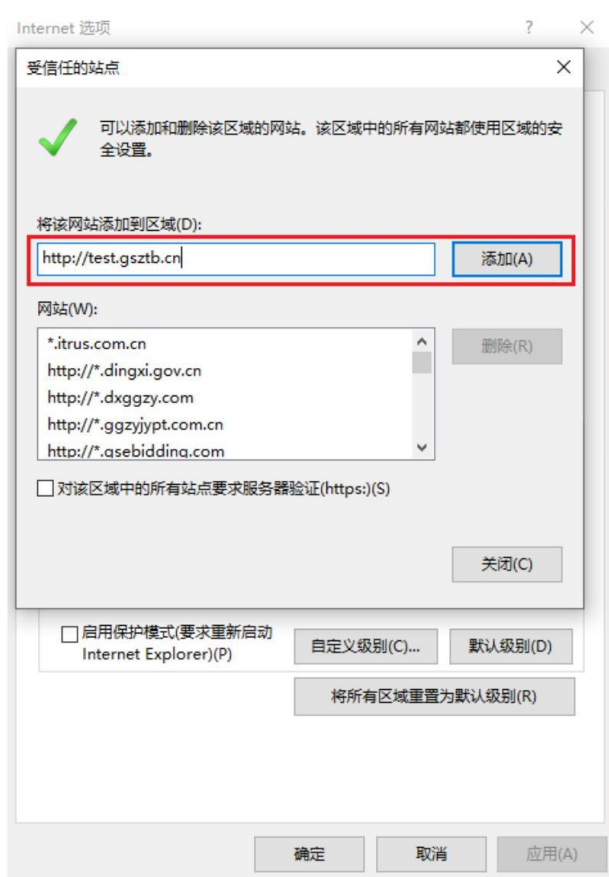 Internet 选项
受信任的站点
可以添加和删除该区域的网站。该区域中的所有网站都使用区域的安
全设置。
将该网站添加到区域(D):
http://test.gsztb.cn
添加(A)
网站(W):
*.itrus.com.cn
删除(R)
http://*.dingxi.gov.cn
http://*.dxggzy.com
http://*.ggzyjypt.com.cn
http://*.gsebidding.com
对该区域中的所有站点要求服务器验证(https:)(S)
关闭(C)
启用保护模式(要求重新启动
Internet Explorer)(P)
自定义级别(C)...
默认级别(D)
将所有区域重置为默认级别(R)
确定
取消
应用(A)